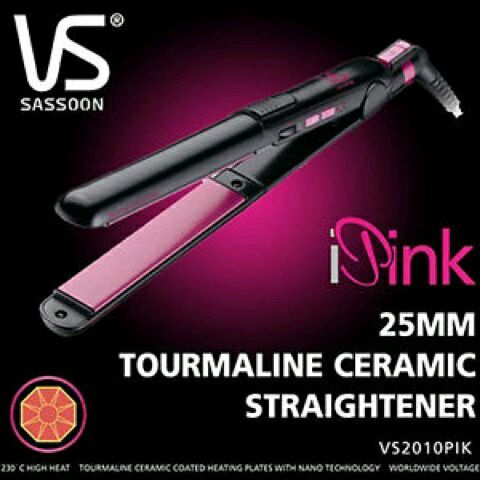 VS®
SASSOON
iPink
iPink
25MM
TOURMALINE CERAMIC
STRAIGHTENER
VS2010PIK
230°C HIGH HEAT TOURMALINE CERAMIC COATED HEATING PLATES WITH NANO TECHNOLOGY WORLDWIDE VOLTAGE